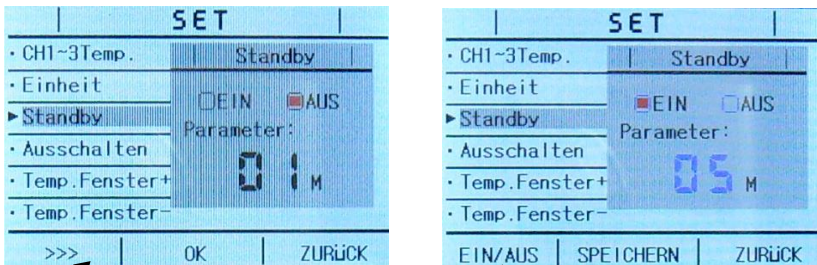 SET
· CH1~3Temp.
· Einheit
▸ Standby
· Ausschalten
· Temp.Fenster+
· Temp.Fenster-
Standby
EIN AUS
Parameter:
01 M
>>> OK ZURüCK
SET
· CH1~3Temp.
· Einheit
▸ Standby
· Ausschalten
· Temp.Fenster+
· Temp.Fenster-
Standby
EIN AUS
Parameter:
05 M
EIN/AUS SPEICHERN ZURüCK